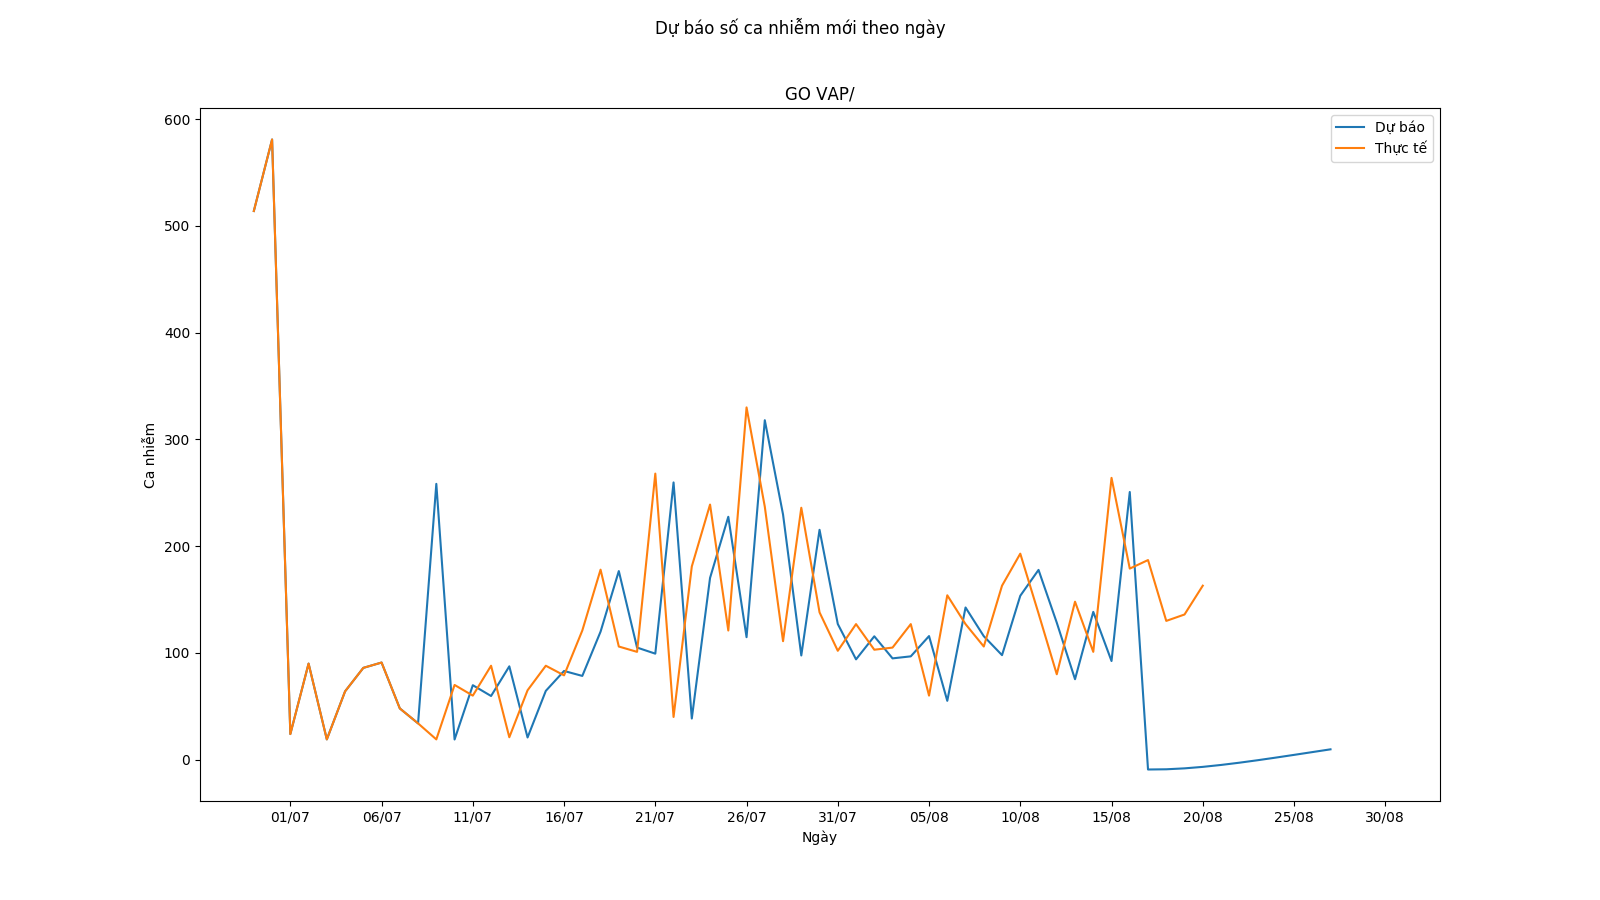 Dự báo số ca nhiễm mới theo ngày
GO VAP/
Dự báo
Thực tế
600
500
400
300
200
100
0
Ca nhiễm
01/07 06/07 11/07 16/07 21/07 26/07 31/07 05/08 10/08 15/08 20/08 25/08 30/08
Ngày